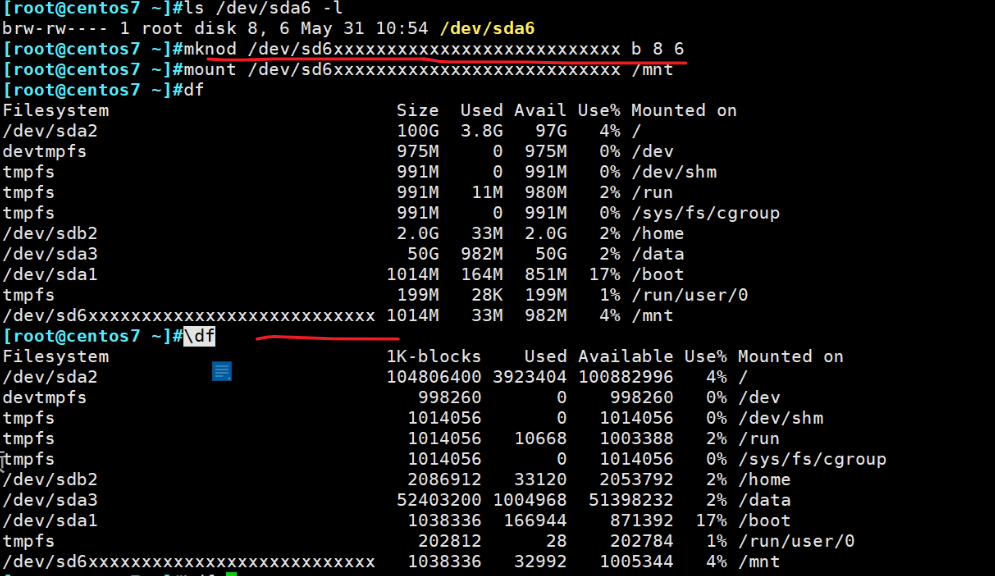 [root@centos7 ~]#ls /dev/sda6 -l
brw-rw---- 1 root disk 8, 6 May 31 10:54 /dev/sda6
[root@centos7 ~]#mknod /dev/sd6xxxxxxxxxxxxxxxxxxxxxxxxxxx b 8 6
[root@centos7 ~]#mount /dev/sd6xxxxxxxxxxxxxxxxxxxxxxxxxxx /mnt
[root@centos7 ~]#df
Filesystem                           Size  Used Avail Use% Mounted on
/dev/sda2                            100G  3.8G   97G   4% /
devtmpfs                             975M     0  975M   0% /dev
tmpfs                                991M     0  991M   0% /dev/shm
tmpfs                                991M   11M  980M   2% /run
tmpfs                                991M     0  991M   0% /sys/fs/cgroup
/dev/sdb2                            2.0G   33M  2.0G   2% /home
/dev/sda3                             50G  982M   50G   2% /data
/dev/sda1                           1014M  164M  851M  17% /boot
tmpfs                                199M   28K  199M   1% /run/user/0
/dev/sd6xxxxxxxxxxxxxxxxxxxxxxxxxxx 1014M   33M  982M   4% /mnt
[root@centos7 ~]#\df
Filesystem                          1K-blocks    Used Available Use% Mounted on
/dev/sda2                           104806400 3923404 100882996   4% /
devtmpfs                               998260       0    998260   0% /dev
tmpfs                                 1014056       0   1014056   0% /dev/shm
tmpfs                                 1014056   10668   1003388   2% /run
tmpfs                                 1014056       0   1014056   0% /sys/fs/cgroup
/dev/sdb2                             2086912   33120   2053792   2% /home
/dev/sda3                            52403200 1004968  51398232   2% /data
/dev/sda1                             1038336  166944    871392  17% /boot
tmpfs                                  202812      28    202784   1% /run/user/0
/dev/sd6xxxxxxxxxxxxxxxxxxxxxxxxxxx   1038336   32992   1005344   4% /mnt